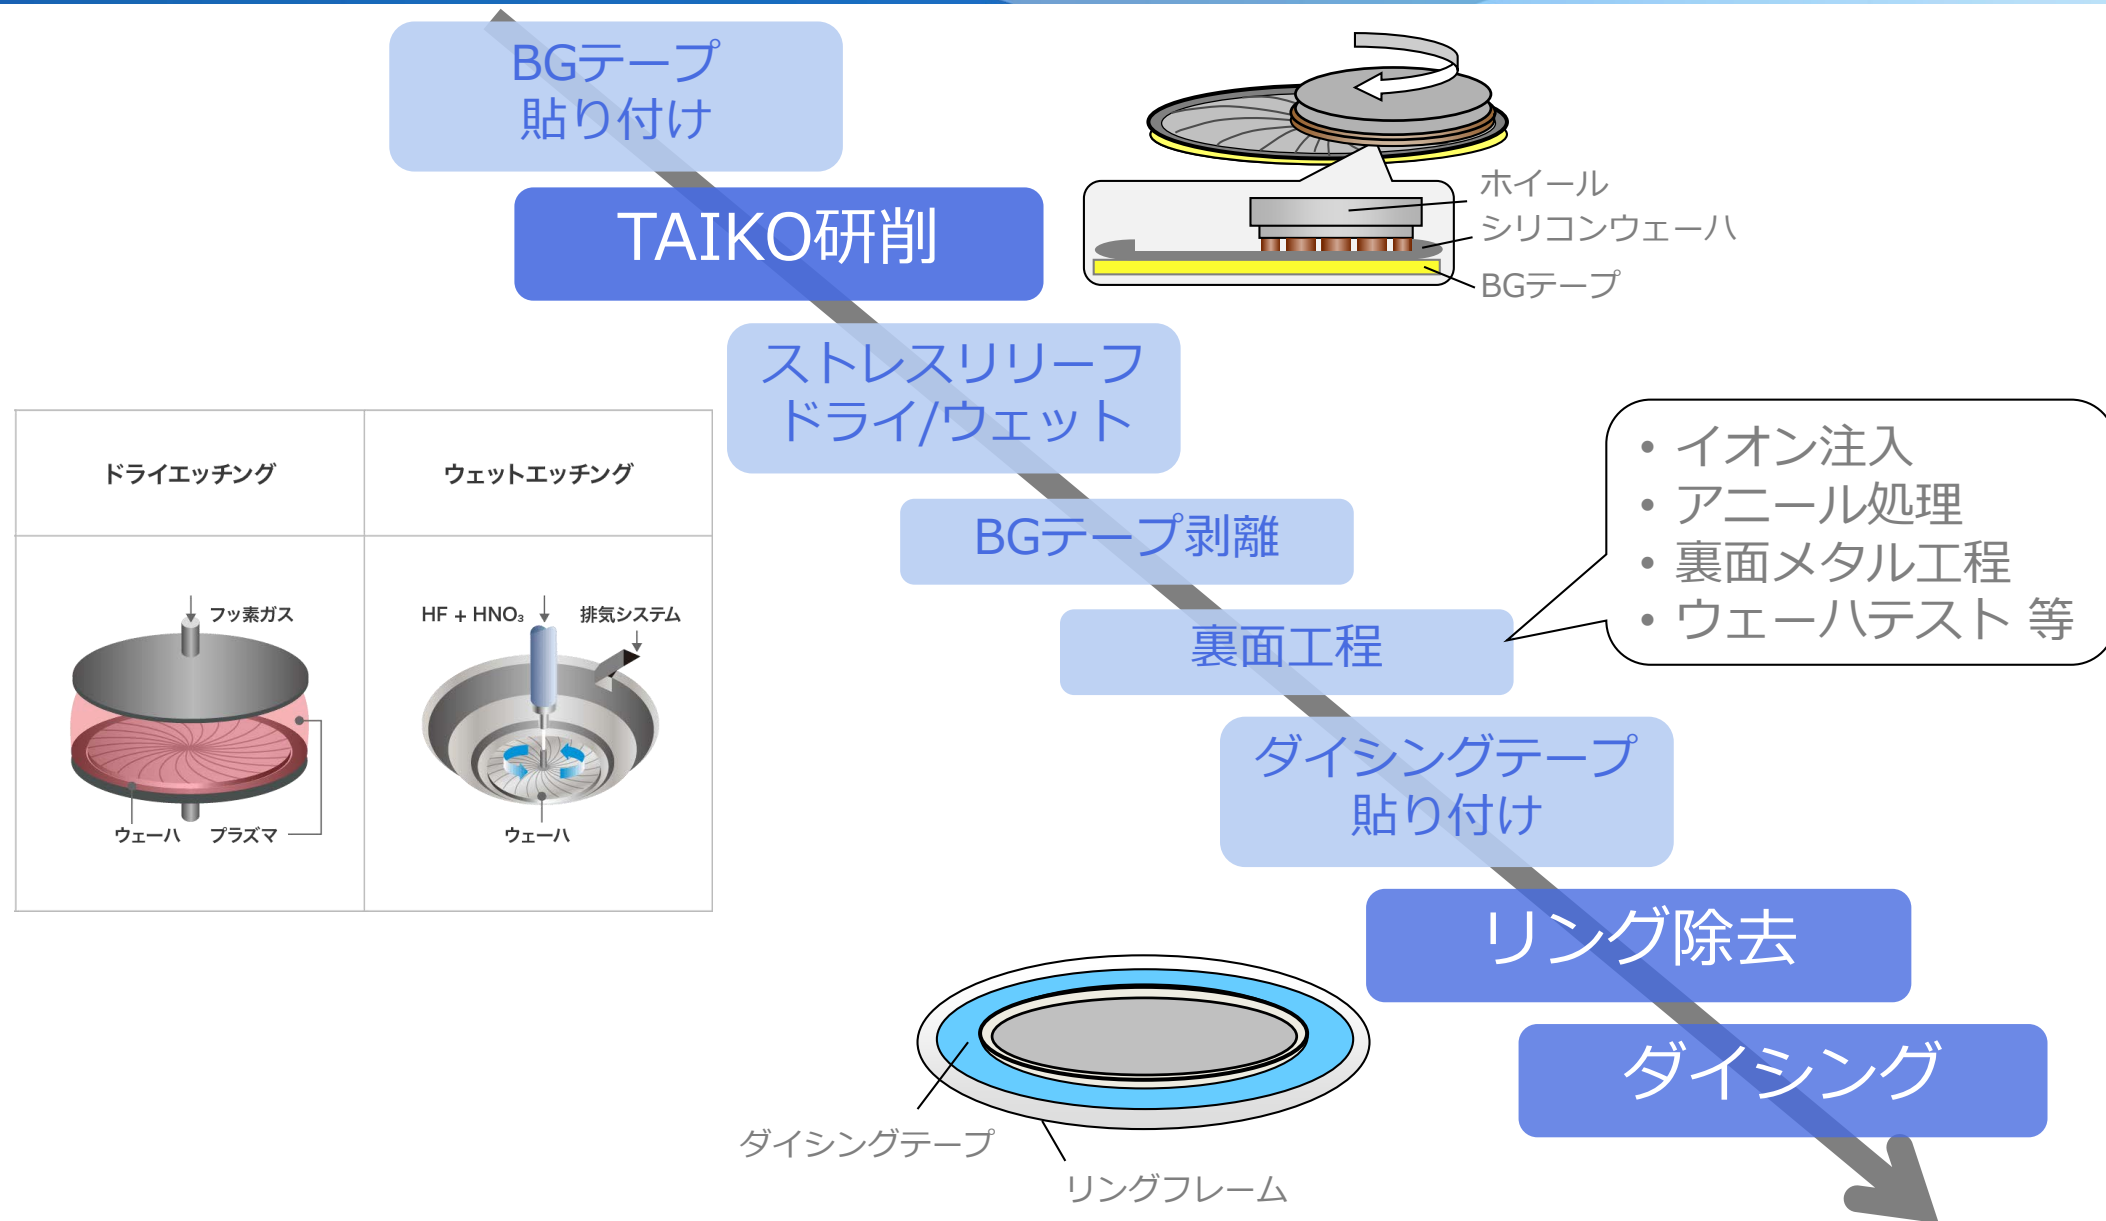 BGテープ
貼り付け
TAIKO研削
ホイール
シリコンウェーハ
BGテープ
ストレスリリーフ
ドライ/ウェット
ドライエッチング
ウェットエッチング
フッ素ガス
HF + HNO₃
排気システム
ウェーハ
プラズマ
ウェーハ
BGテープ剥離
裏面工程
• イオン注入
• アニール処理
• 裏面メタル工程
• ウェーハテスト 等
ダイシングテープ
貼り付け
リング除去
ダイシング
ダイシングテープ
リングフレーム